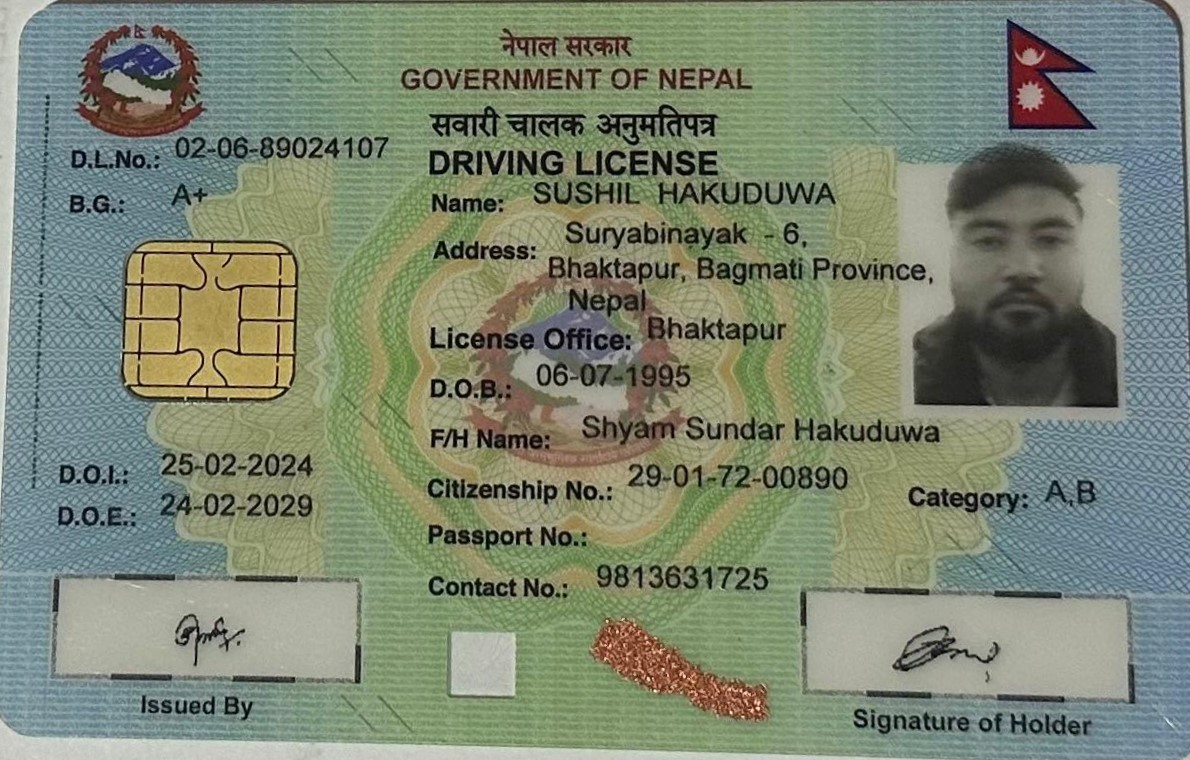 नेपाल सरकार
GOVERNMENT OF NEPAL
सवारी चालक अनुमतिपत्र
DRIVING LICENSE
D.L.No.: 02-06-89024107
B.G.: A+
Name: SUSHIL HAKUDUWA
Address: Suryabinayak - 6,
Bhaktapur, Bagmati Province,
Nepal
License Office: Bhaktapur
D.O.B.: 06-07-1995
F/H Name: Shyam Sundar Hakuduwa
D.O.I.: 25-02-2024
Citizenship No.: 29-01-72-00890
Category: A,B
D.O.E.: 24-02-2029
Passport No.:
Contact No.: 9813631725
Issued By
Signature of Holder